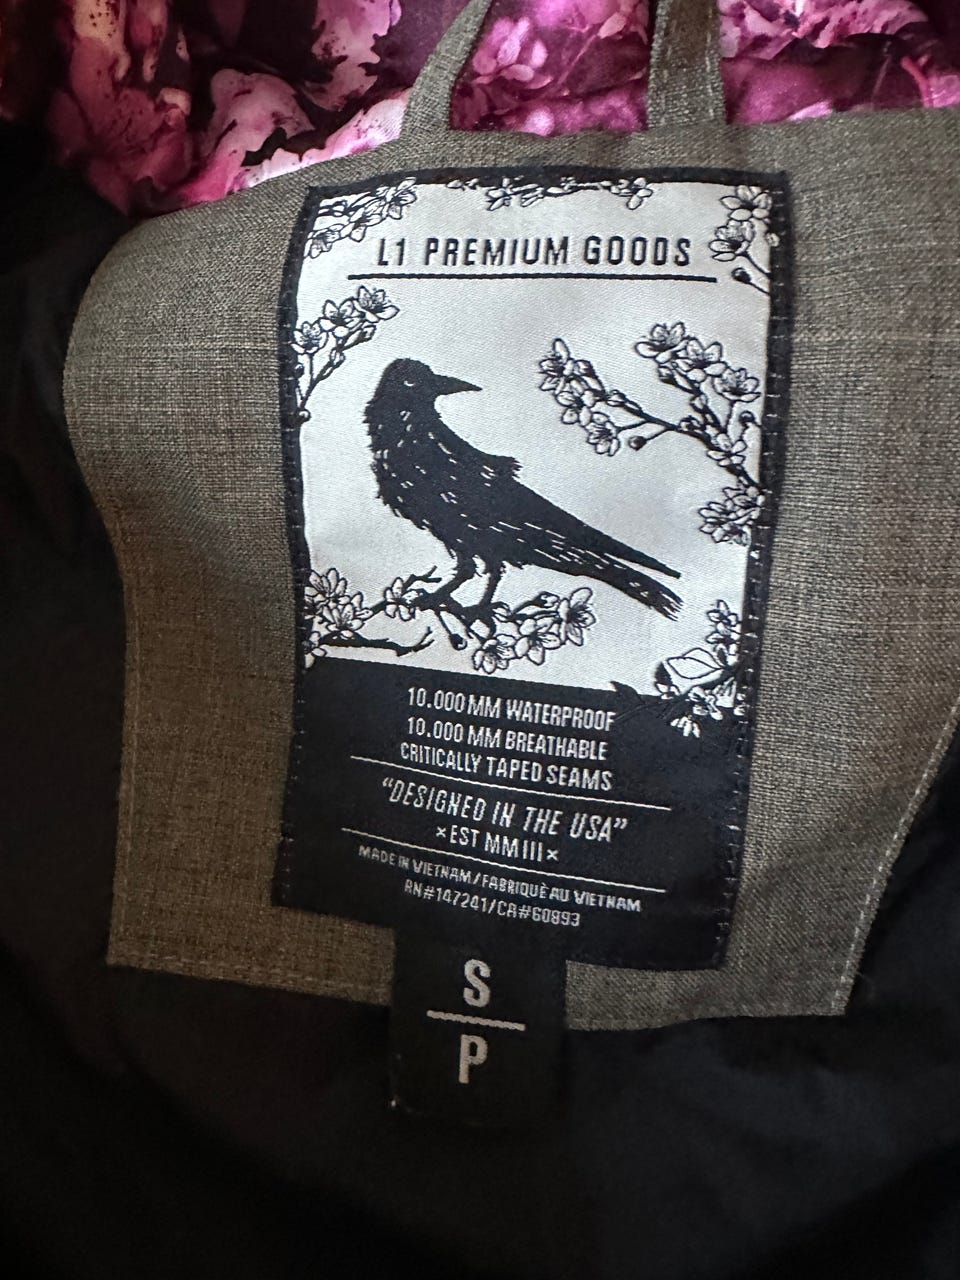 L1 PREMIUM GOODS
10.000 MM WATERPROOF
10.000 MM BREATHABLE
CRITICALLY TAPED SEAMS
"DESIGNED IN THE USA"
×EST MMIII×
MADE IN VIETNAM/FABRIQUÈ AU VIETNAM
RN#147241/CA#60893
S
P